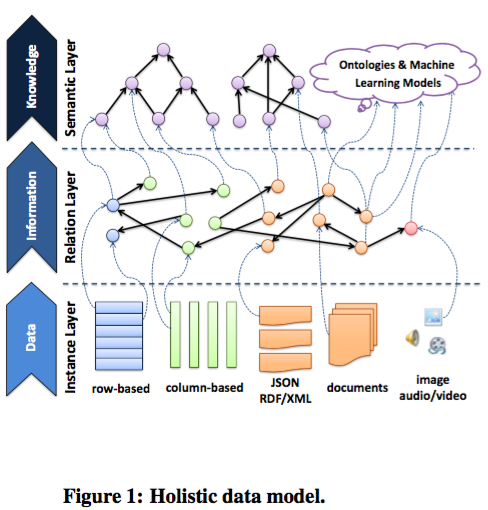 Knowledge
Semantic Layer
Ontologies & Machine
Learning Models
Information
Relation Layer
Data
Instance Layer
row-based
column-based
JSON
RDF/XML
documents
image
audio/video
Figure 1: Holistic data model.